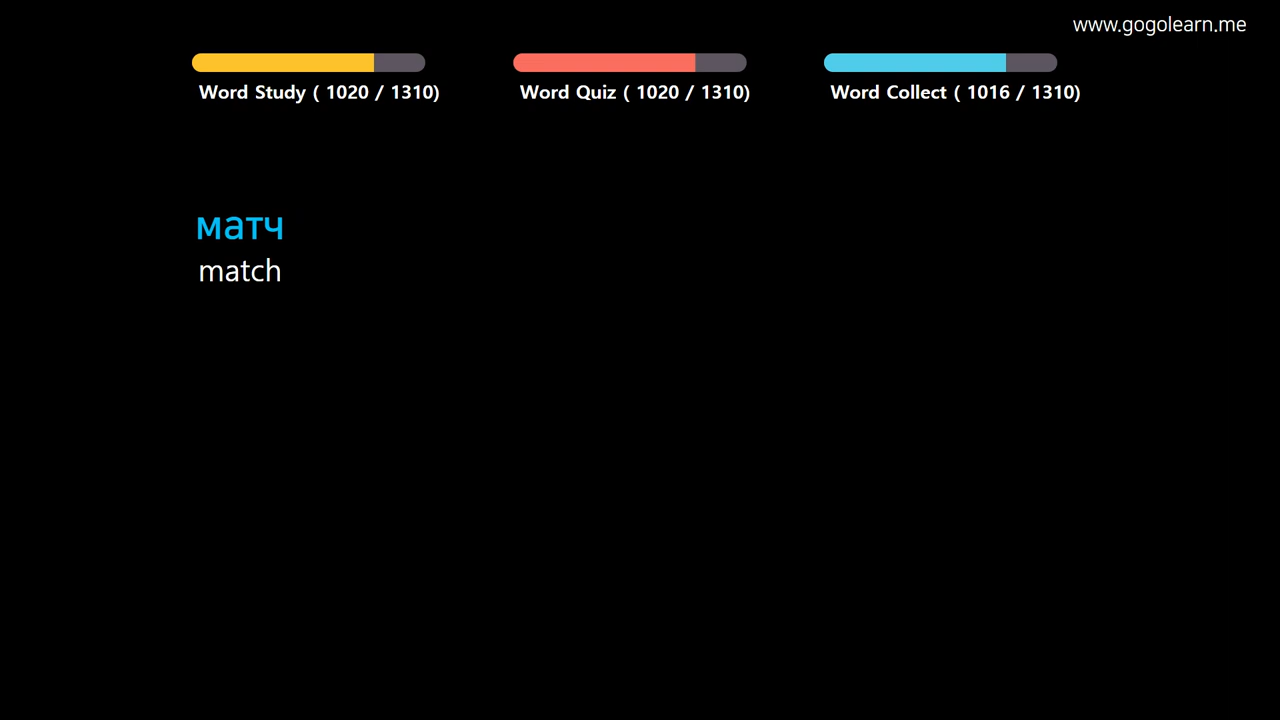 www.gogolearn.me
Word Study ( 1020 / 1310)
Word Quiz ( 1020 / 1310)
Word Collect ( 1016 / 1310)
матч
match